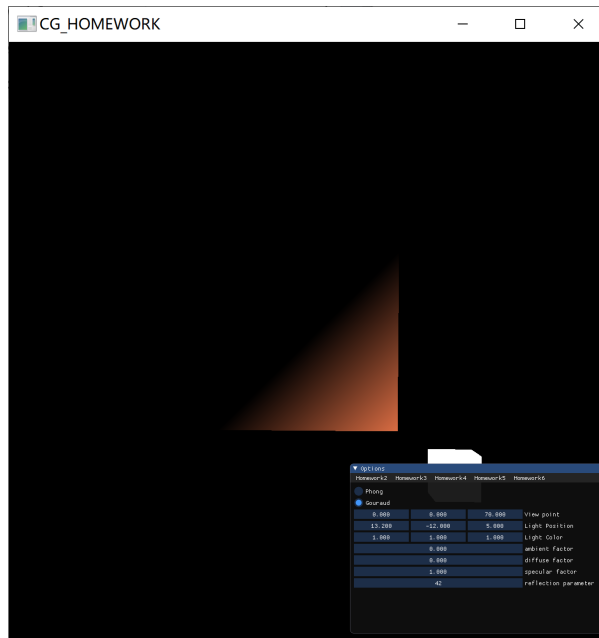 CG_HOMEWORK
Options
Homework2 Homework3 Homework4 Homework5 Homework6
Phong
Gouraud
0.000 0.000 70.000 View point
13.200 -12.000 5.000 Light Position
1.000 1.000 1.000 Light Color
0.000 ambient factor
0.000 diffuse factor
1.000 specular factor
42 reflection parameter